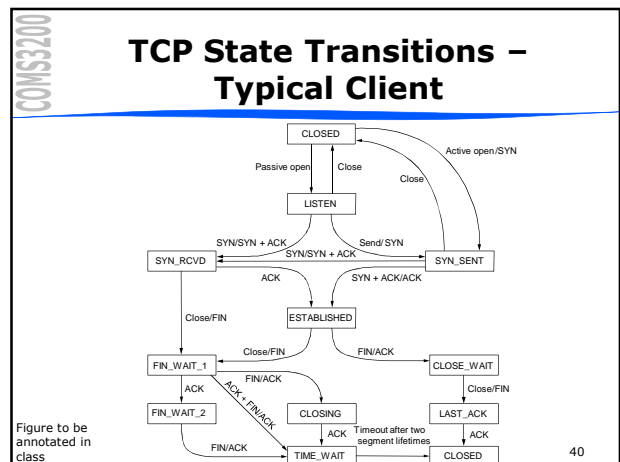 COMS3200
TCP State Transitions –
Typical Client
CLOSED
Active open/SYN
Passive open
Close
Close
LISTEN
SYN/SYN + ACK
Send/SYN
SYN/SYN + ACK
SYN_RCVD
SYN_SENT
ACK
SYN + ACK/ACK
Close/FIN
ESTABLISHED
Close/FIN
FIN/ACK
FIN_WAIT_1
CLOSE_WAIT
FIN/ACK
ACK
ACK + FIN/ACK
Close/FIN
FIN_WAIT_2
CLOSING
LAST_ACK
ACK
Timeout after two
segment lifetimes
ACK
FIN/ACK
TIME_WAIT
CLOSED
Figure to be
annotated in
class
40